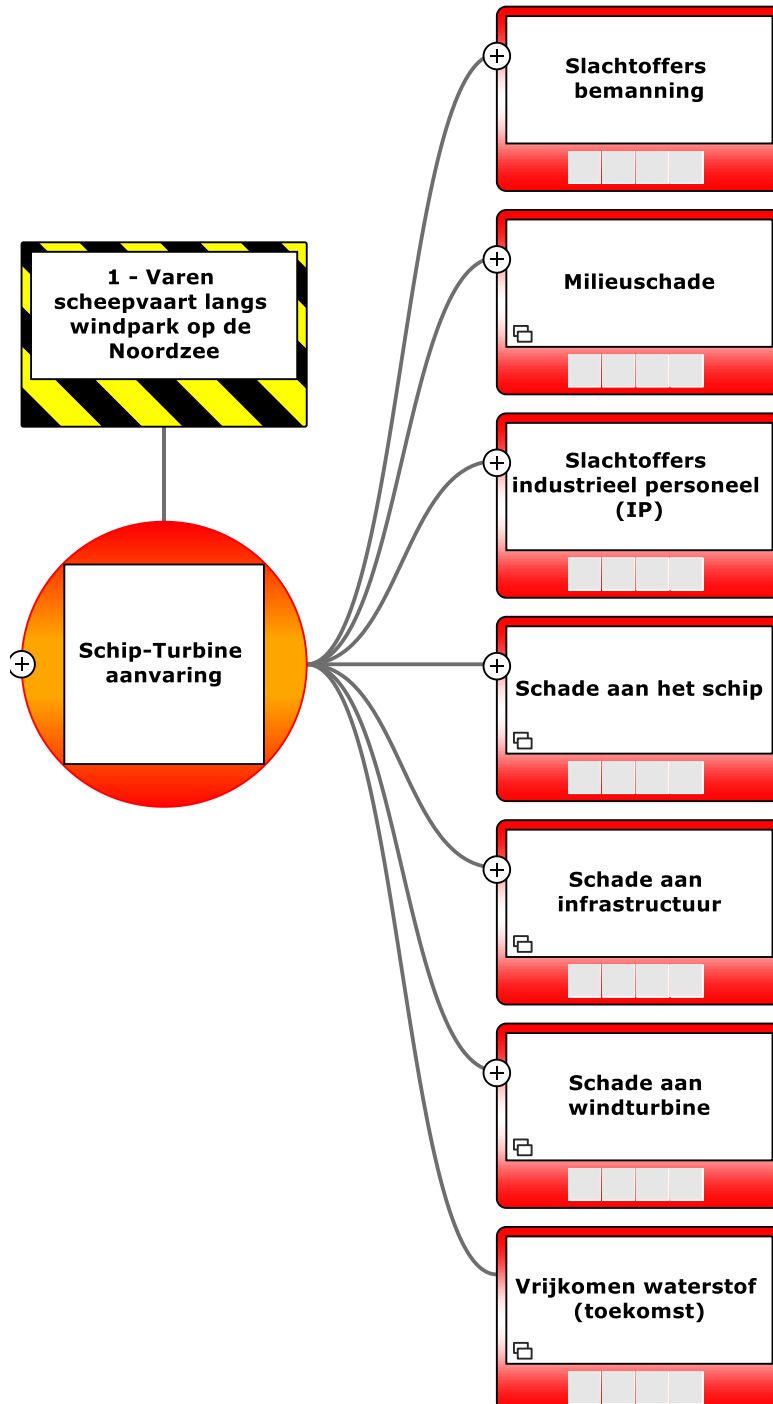 1 - Varen
scheepvaart langs
windpark op de
Noordzee
Schip-Turbine
aanvaring
Slachtoffers
bemanning
Milieuschade
Slachtoffers
industrieel personeel
(IP)
Schade aan het schip
Schade aan
infrastructuur
Schade aan
windturbine
Vrijkomen waterstof
(toekomst)